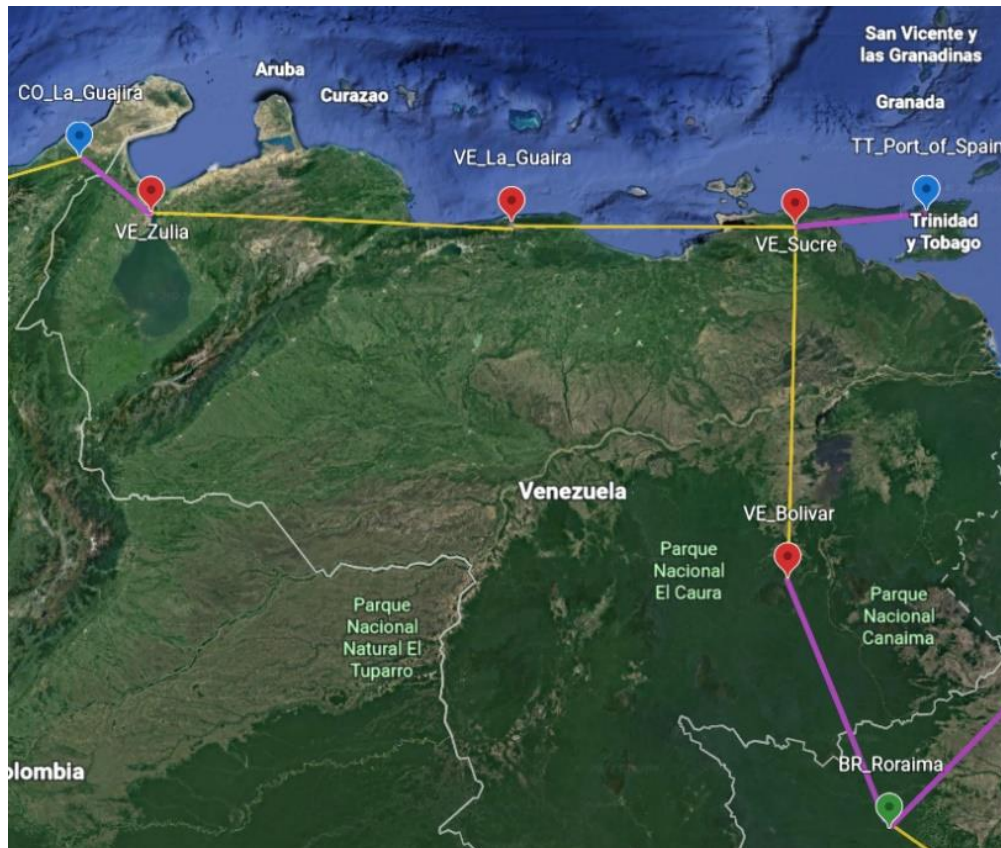 San Vicente y
las Granadinas
Aruba
Curazao
CO_La_Guajira
Granada
VE_La_Guaira
TT_Port_of_Spain
VE_Zulia
VE_Sucre
Trinidad
y Tobago
Venezuela
VE_Bolivar
Parque
Nacional
El Caura
Parque
Nacional
Canaima
Parque
Nacional
Natural El
Tuparro
olombia
BR_Roraima